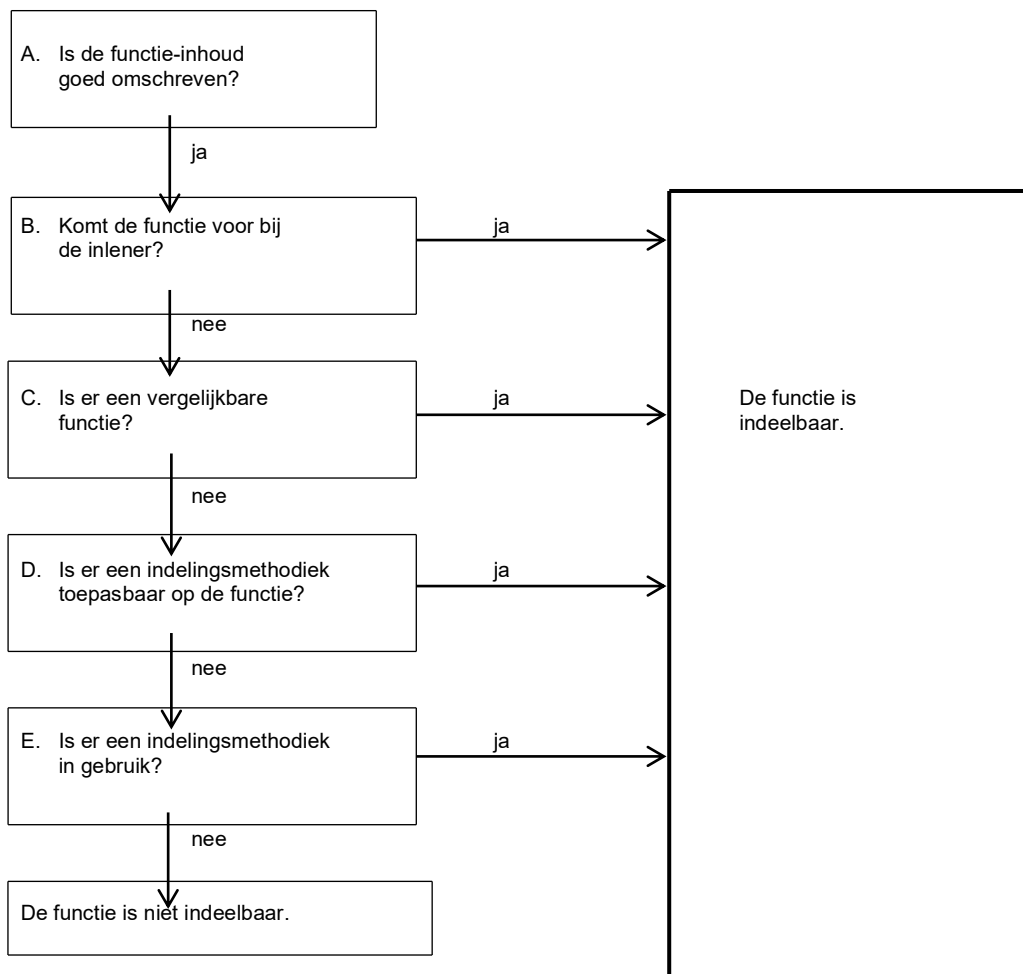 A. Is de functie-inhoud
goed omschreven?
ja
B. Komt de functie voor bij
de inlener?
ja
nee
C. Is er een vergelijkbare
functie?
ja
De functie is
indeelbaar.
nee
D. Is er een indelingsmethodiek
toepasbaar op de functie?
ja
nee
E. Is er een indelingsmethodiek
in gebruik?
ja
nee
De functie is niet indeelbaar.